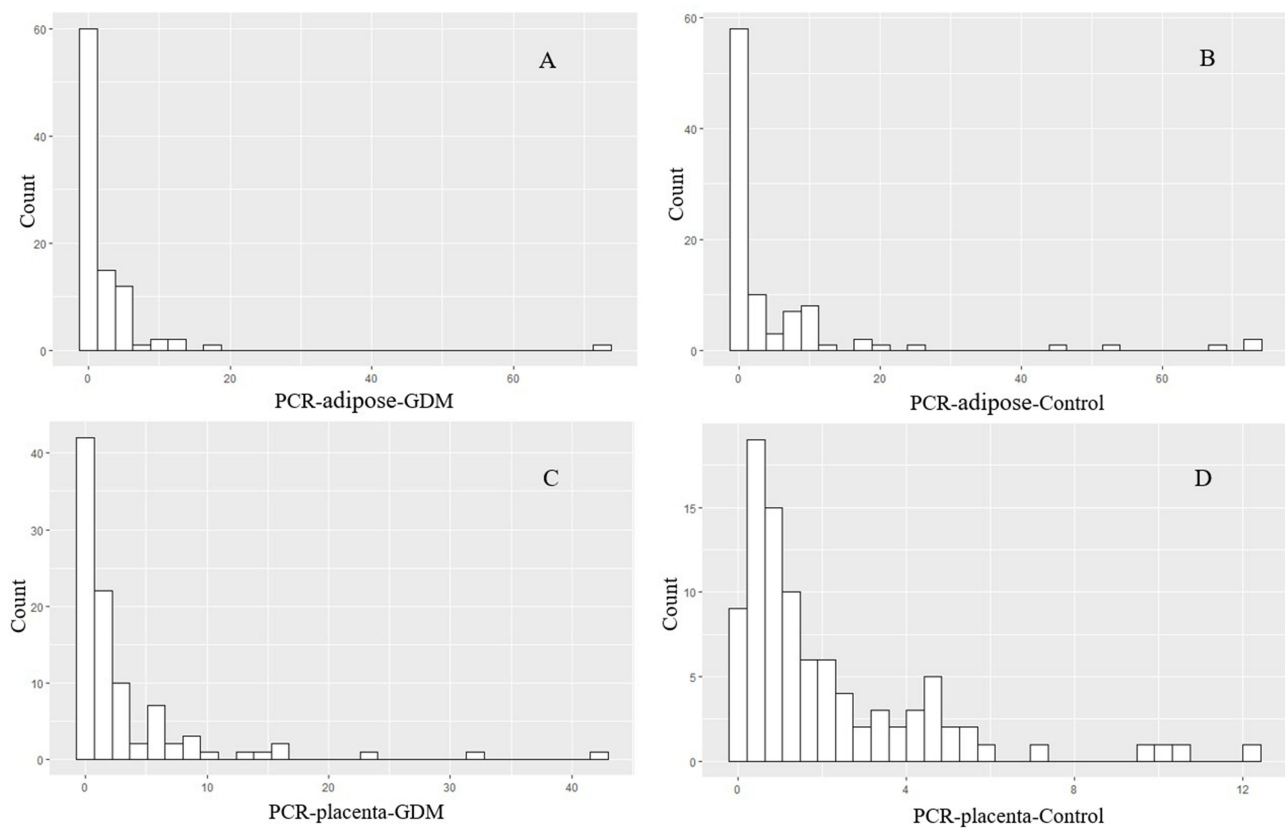 60
40
20
0
Count
A
0
20
40
60
PCR-adipose-GDM
60
40
20
0
Count
B
0
20
40
60
PCR-adipose-Control
40
30
20
10
0
Count
C
0
10
20
30
40
PCR-placenta-GDM
15
10
5
0
Count
D
0
4
8
12
PCR-placenta-Control